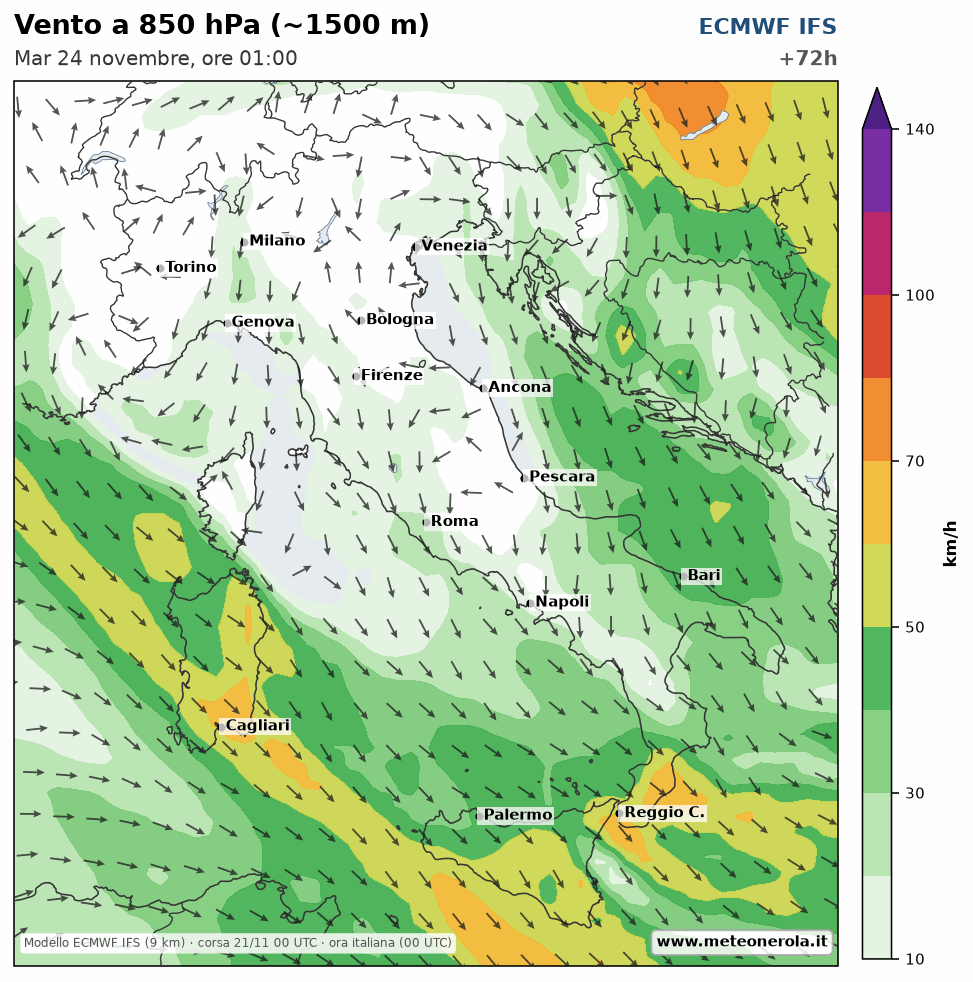 Vento a 850 hPa (~1500 m)
ECMWF IFS
Mar 24 novembre, ore 01:00
+72h
Milano
Venezia
Torino
Genova
Bologna
Firenze
Ancona
Pescara
Roma
Bari
Napoli
Cagliari
Palermo
Reggio C.
140
100
70
50
30
10
km/h
Modello ECMWF IFS (9 km) · corsa 21/11 00 UTC · ora italiana (00 UTC)
www.meteonerola.it